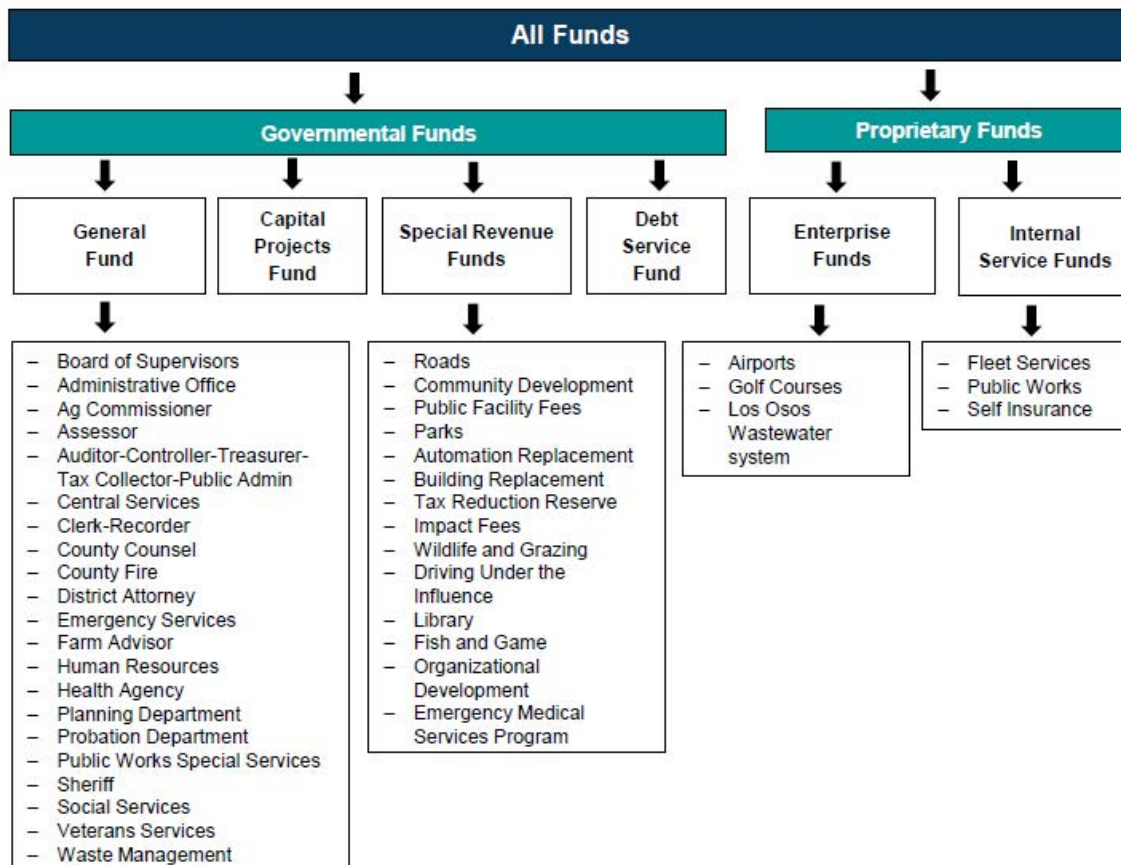 All Funds
Governmental Funds
Proprietary Funds
General
Fund
Capital
Projects
Fund
Special Revenue
Funds
Debt
Service
Fund
Enterprise
Funds
Internal
Service Funds
– Board of Supervisors
– Administrative Office
– Ag Commissioner
– Assessor
– Auditor-Controller-Treasurer-
Tax Collector-Public Admin
– Central Services
– Clerk-Recorder
– County Counsel
– County Fire
– District Attorney
– Emergency Services
– Farm Advisor
– Human Resources
– Health Agency
– Planning Department
– Probation Department
– Public Works Special Services
– Sheriff
– Social Services
– Veterans Services
– Waste Management
– Roads
– Community Development
– Public Facility Fees
– Parks
– Automation Replacement
– Building Replacement
– Tax Reduction Reserve
– Impact Fees
– Wildlife and Grazing
– Driving Under the
Influence
– Library
– Fish and Game
– Organizational
Development
– Emergency Medical
Services Program
– Airports
– Golf Courses
– Los Osos
Wastewater
system
– Fleet Services
– Public Works
– Self Insurance